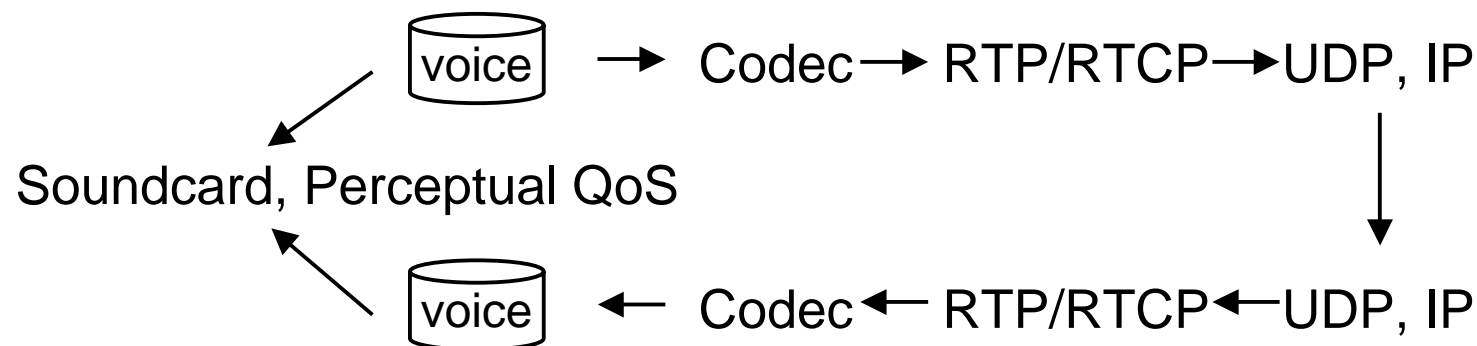 voice Codec RTP/RTCP UDP, IP
Soundcard, Perceptual QoS
voice Codec RTP/RTCP UDP, IP